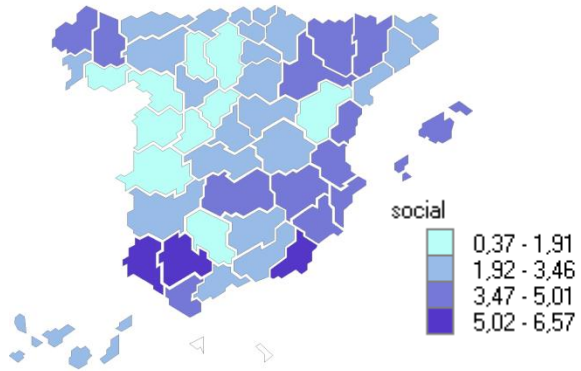 social
0,37 - 1,91
1,92 - 3,46
3,47 - 5,01
5,02 - 6,57